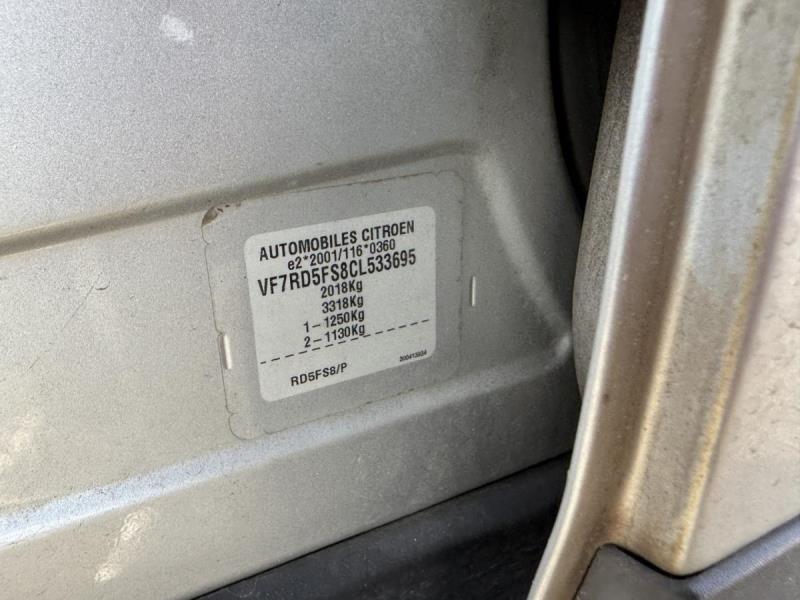 AUTOMOBILES CITROEN
e2*2001/116*0360
VF7RD5FS8CL533695
2018Kg
3318Kg
1-1250Kg
2-1130Kg
RD5FS8/P